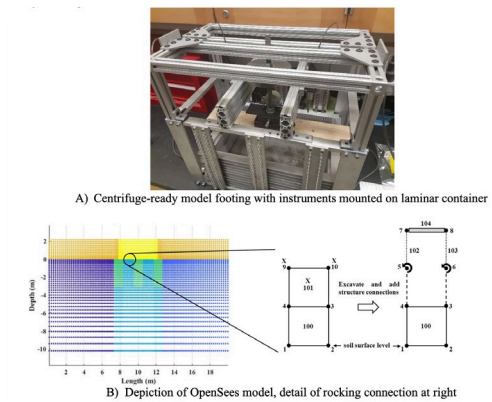 A) Centrifuge-ready model footing with instruments mounted on laminar container
2
0
-2
-4
-6
-8
-10
Depth (m)
2 4 6 8 10 12 14 16 18
Length (m)
X X
9 10
X
101
4 3
100
1 2
Excavate and add
structure connections
soil surface level
104
7 8
102 103
5 6
4 3
100
1 2
B) Depiction of OpenSees model, detail of rocking connection at right